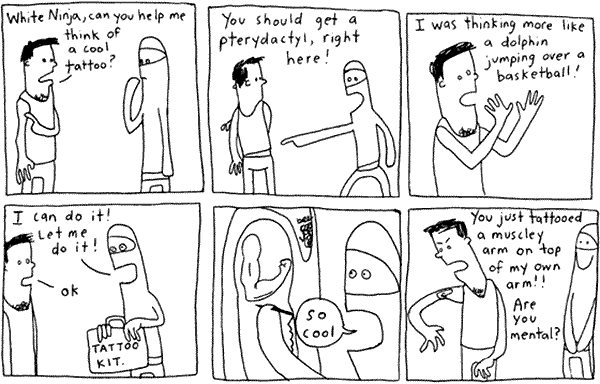 White Ninja, can you help me
think of
a cool
tattoo?
You should get a
pterydactyl, right
here!
I was thinking more like
a dolphin
jumping over a
basketball!
I can do it!
Let me
do it!
ok
TATTOO
KIT.
so
cool
You just tattooed
a muscley
arm on top
of my own
arm!!
Are
you
mental?